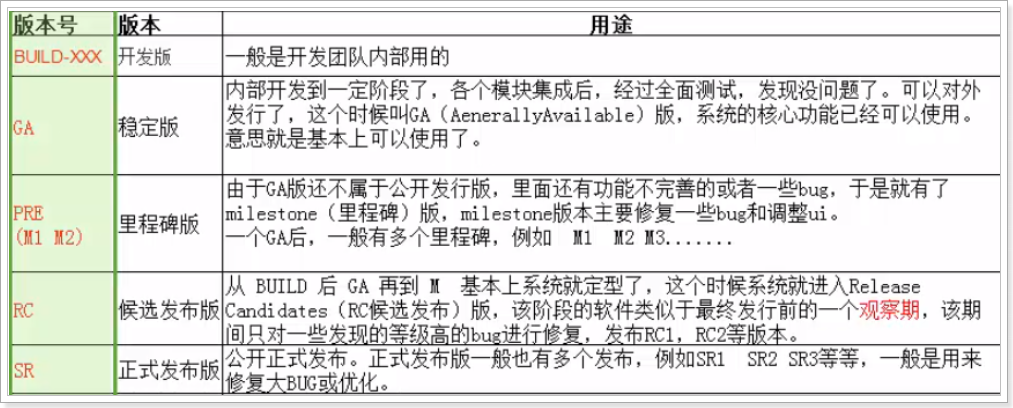 版本号 版本 用途
BUILD-XXX 开发版 一般是开发团队内部用的
内部开发到一定阶段了，各个模块集成后，经过全面测试，发现没问题了。可以对外
发行了，这个时候叫GA（AenerallyAvailable）版，系统的核心功能已经可以使用。
意思就是基本上可以使用了。
GA 稳定版
由于GA版还不属于公开发行版，里面还有功能不完善的或者一些bug，于是就有了
milestone（里程碑）版，milestone版本主要修复一些bug和调整ui。
一个GA后，一般有多个里程碑，例如 M1 M2 M3.......
PRE
(M1 M2)
里程碑版
从 BUILD 后 GA 再到 M 基本上系统就定型了，这个时候系统就进入Release
Candidates（RC候选发布）版，该阶段的软件类似于最终发行前的一个观察期，该期
间只对一些发现的等级高的bug进行修复，发布RC1，RC2等版本。
RC 候选发布版
公开正式发布。正式发布版一般也有多个发布，例如SR1 SR2 SR3等等，一般是用来
修复大BUG或优化。
SR 正式发布版